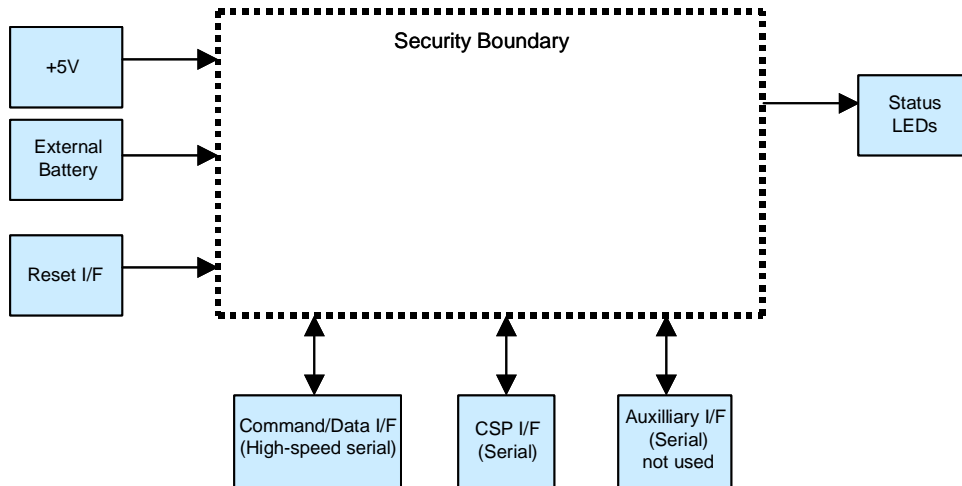 Security Boundary
+5V
External
Battery
Reset I/F
Status
LEDs
Command/Data I/F
(High-speed serial)
CSP I/F
(Serial)
Auxilliary I/F
(Serial)
not used